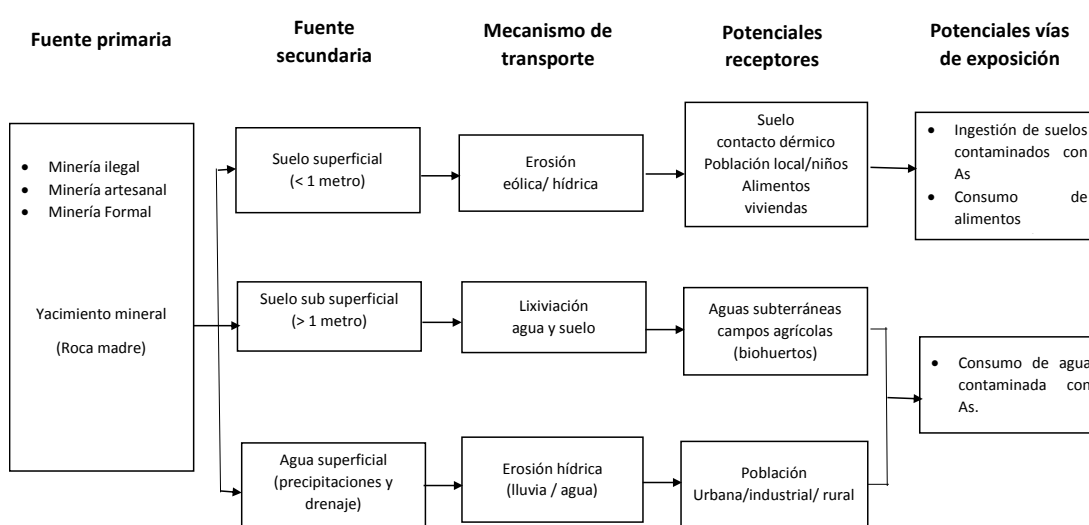 Fuente primaria
Fuente
secundaria
Mecanismo de
transporte
Potenciales
receptores
Potenciales vías
de exposición
• Minería ilegal
• Minería artesanal
• Minería Formal
Yacimiento mineral
(Roca madre)
Suelo superficial
(< 1 metro)
Erosión
eólica/ hídrica
Suelo
contacto dérmico
Población local/niños
Alimentos
viviendas
• Ingestión de suelos
contaminados con
As
• Consumo de
alimentos
Suelo sub superficial
(> 1 metro)
Lixiviación
agua y suelo
Aguas subterráneas
campos agrícolas
(biohuertos)
• Consumo de agua
contaminada con
As.
Agua superficial
(precipitaciones y
drenaje)
Erosión hídrica
(lluvia / agua)
Población
Urbana/industrial/ rural